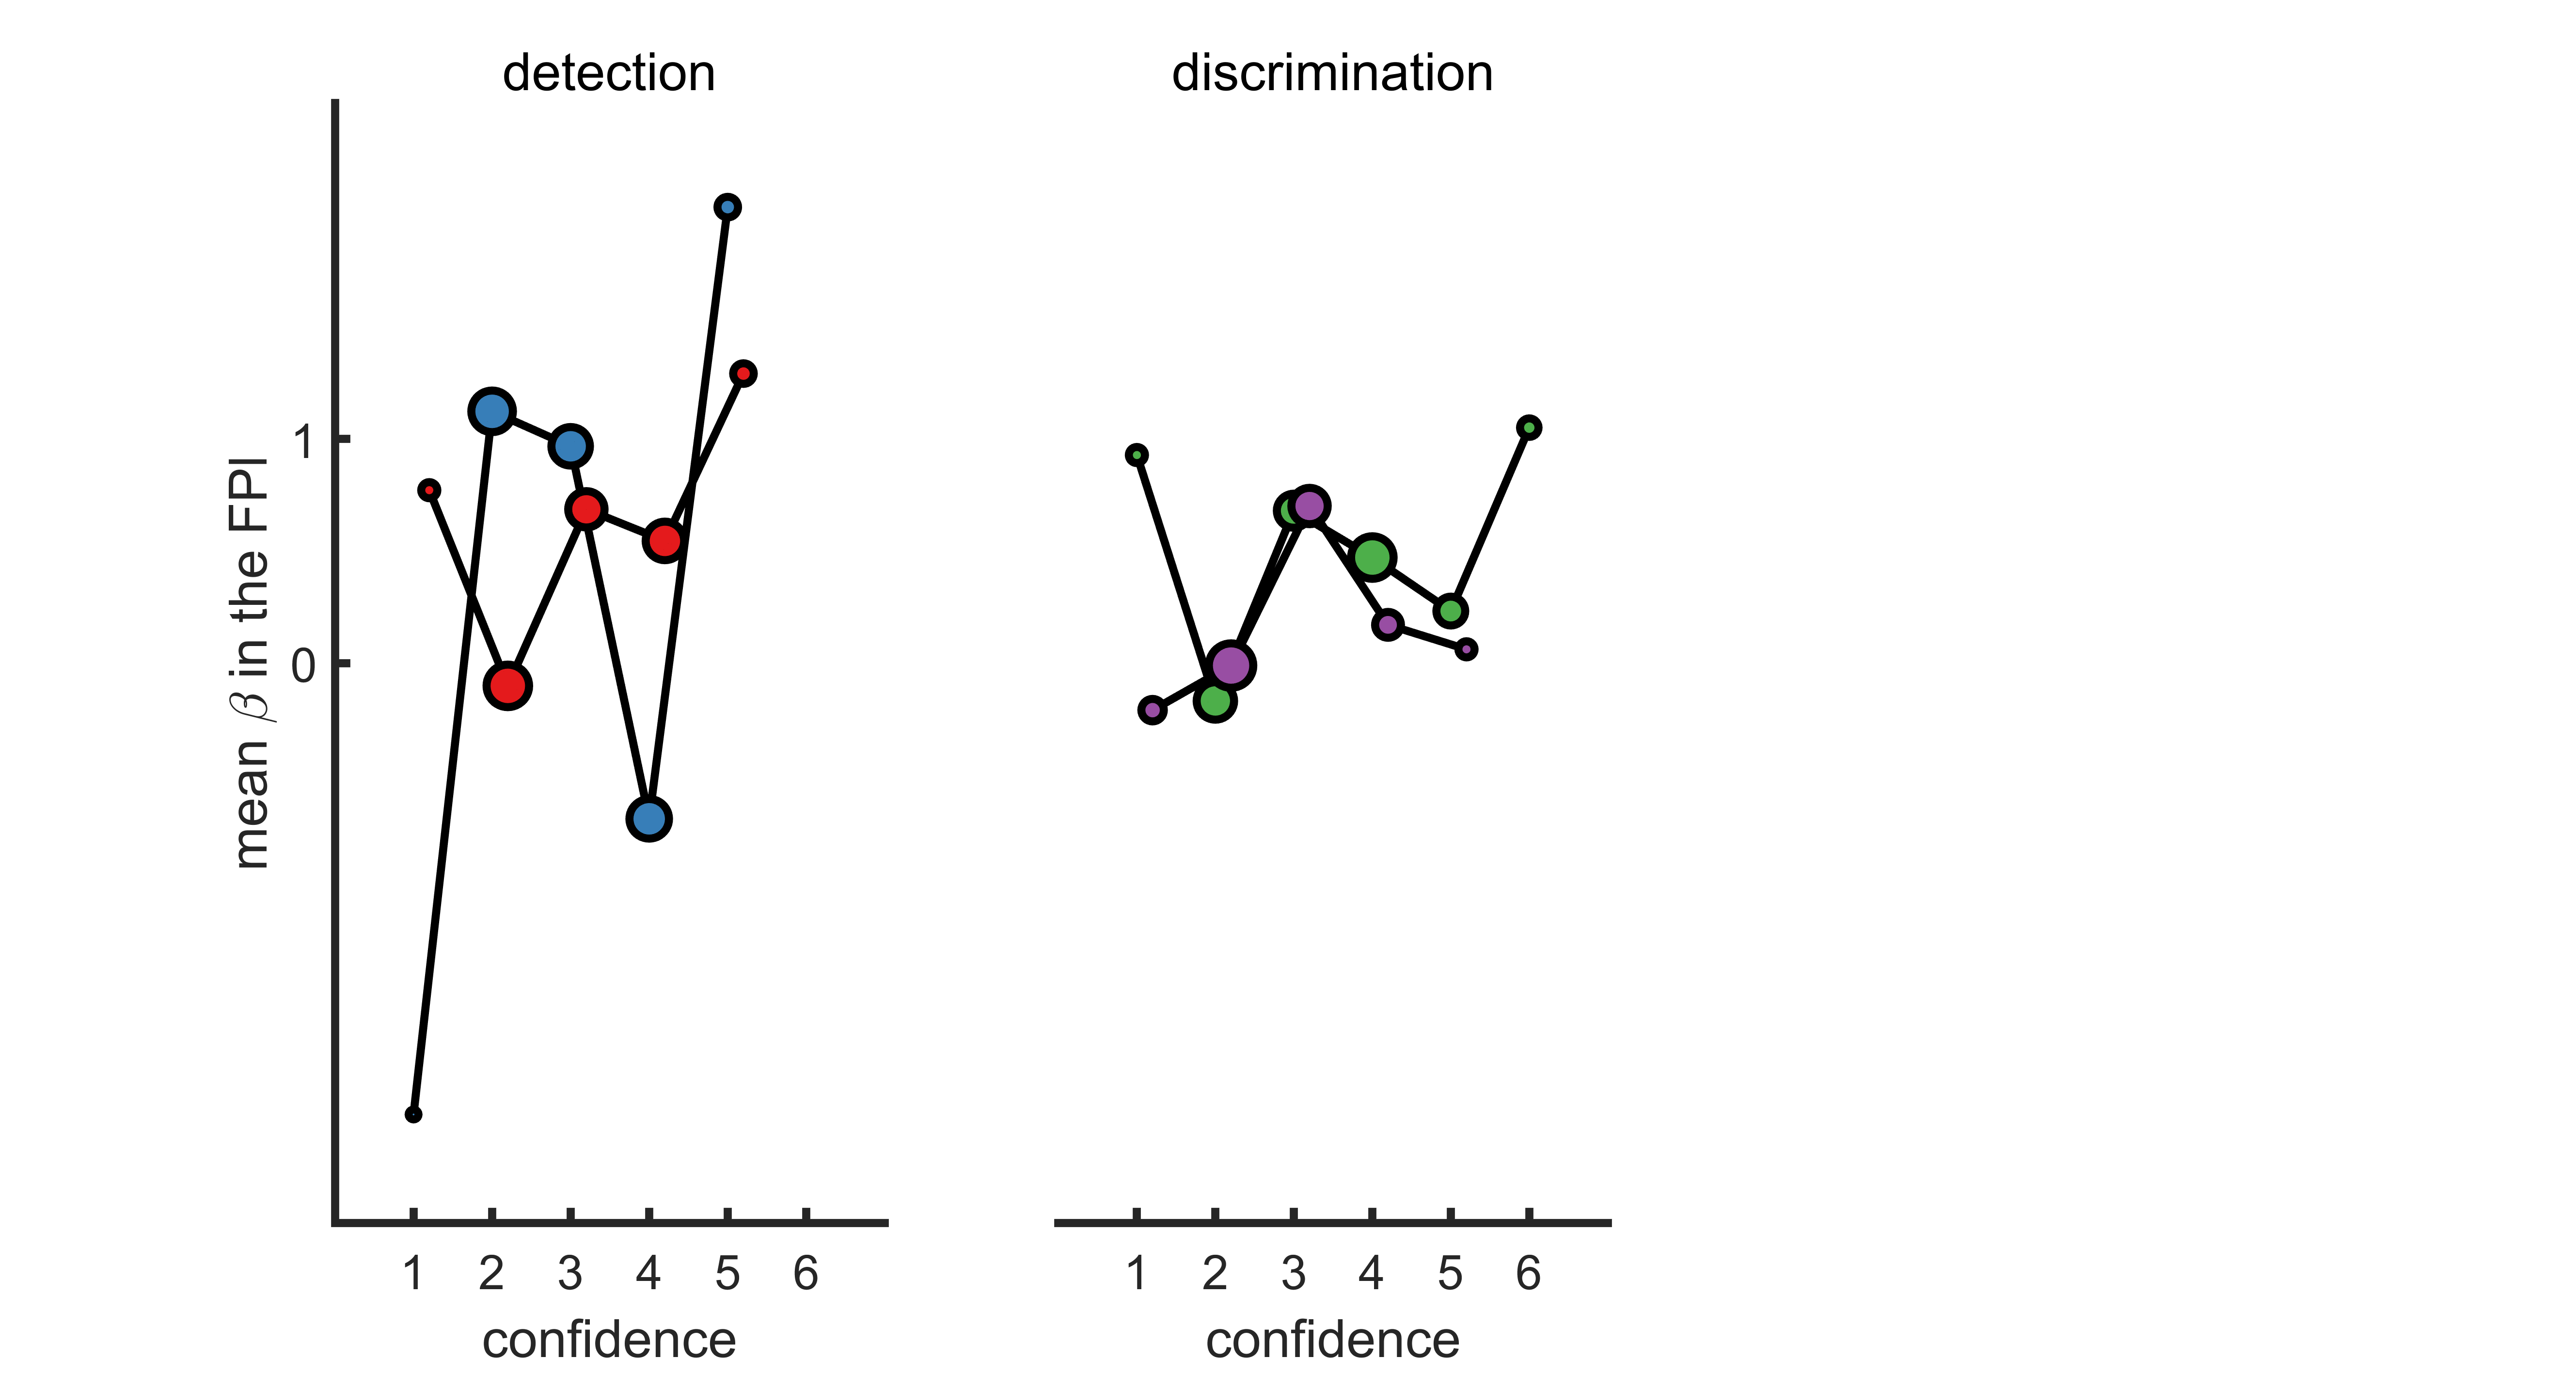 detection
discrimination
mean β in the FPI
1
0
1 2 3 4 5 6
1 2 3 4 5 6
confidence
confidence